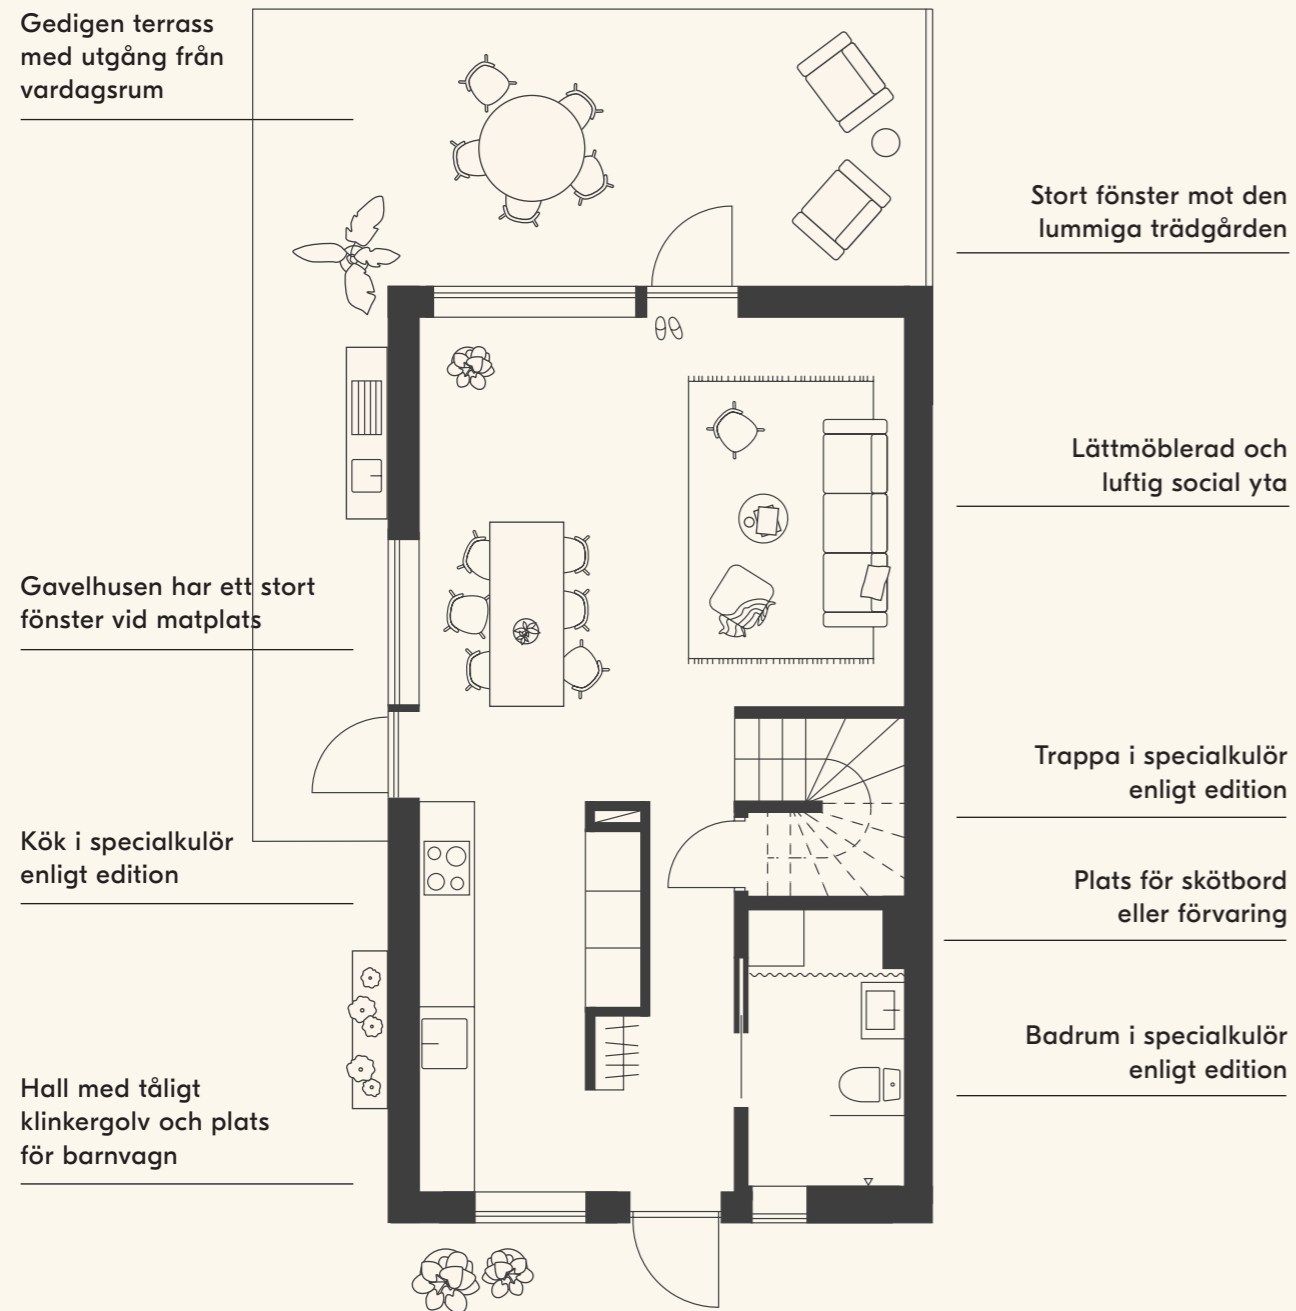 Gedigen terrass
med utgång från
vardagsrum
Gavelhusen har ett stort
fönster vid matplats
Kök i specialkulör
enligt edition
Hall med tåligt
klinkergolv och plats
för barnvagn
Stort fönster mot den
lummiga trädgården
Lättmöblerad och
luftig social yta
Trappa i specialkulör
enligt edition
Plats för skötbord
eller förvaring
Badrum i specialkulör
enligt edition